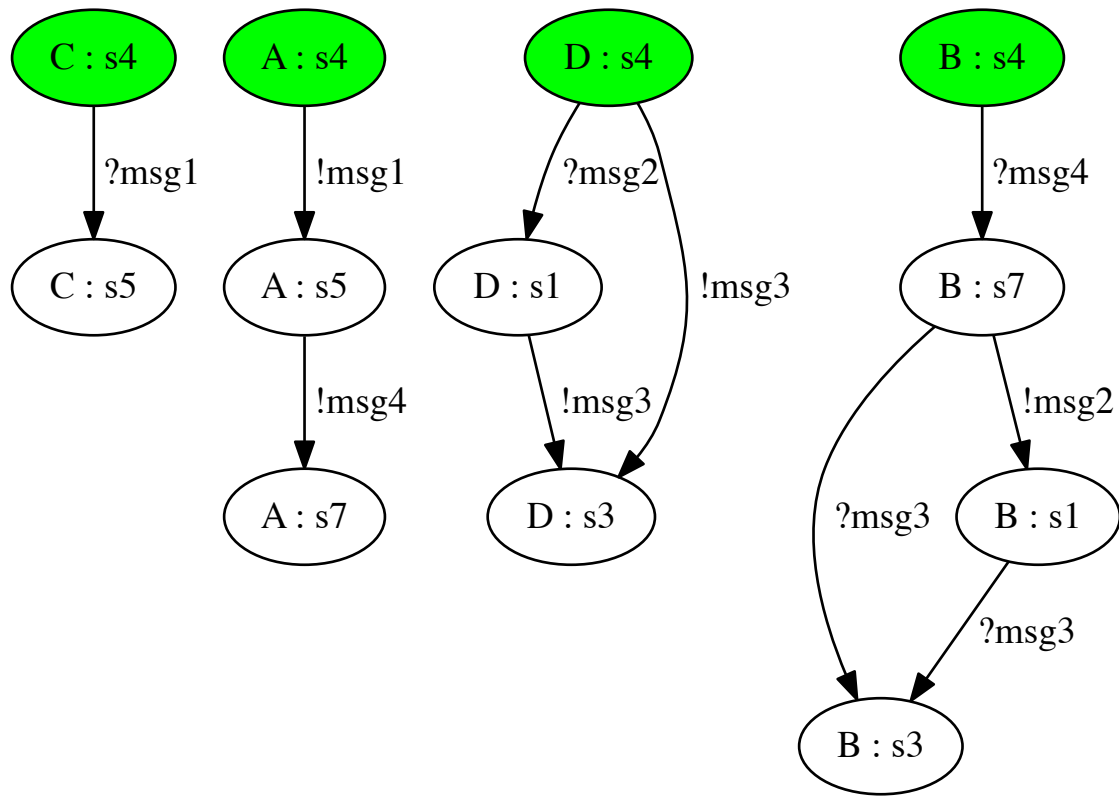 C : s4
A : s4
D : s4
B : s4
?msg1
!msg1
?msg2
?msg4
C : s5
A : s5
D : s1
!msg3
B : s7
!msg4
!msg3
!msg2
A : s7
D : s3
?msg3
B : s1
?msg3
B : s3